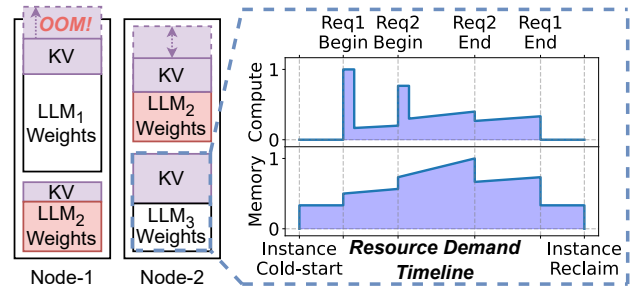 OOM!
KV
LLM1
Weights
KV
LLM2
Weights
Node-1
KV
LLM2
Weights
KV
LLM3
Weights
Node-2
Req1 Req2 Req2 Req1
Begin Begin End End
1
Compute
0
1
Memory
0
Instance
Cold-start
Resource Demand
Timeline
Instance
Reclaim